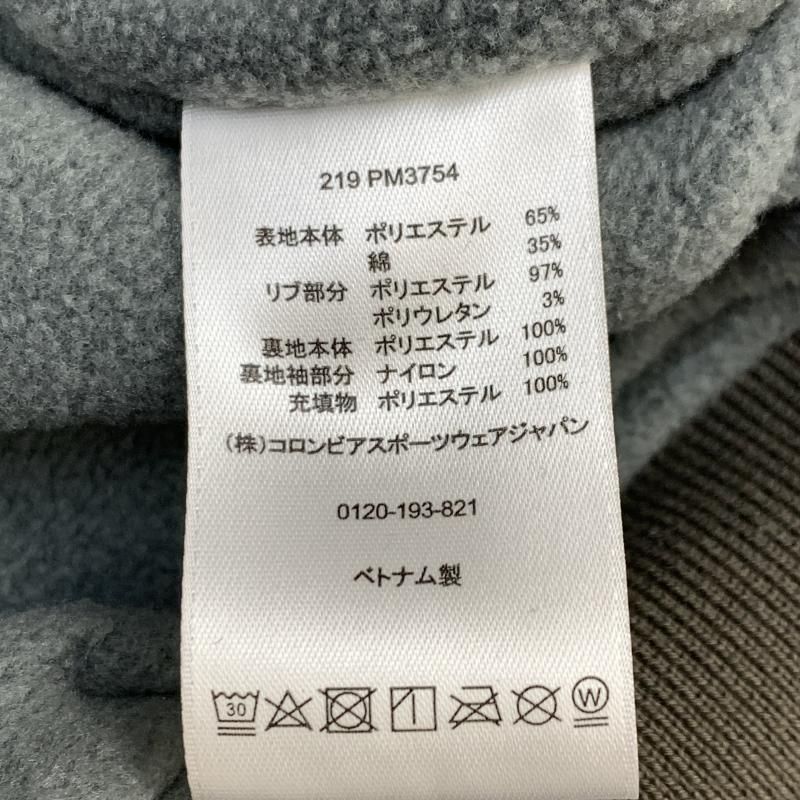 219 PM3754
表地本体 ポリエステル 65%
綿 35%
リブ部分 ポリエステル 97%
ポリウレタン 3%
裏地本体 ポリエステル 100%
裏地袖部分 ナイロン 100%
充填物 ポリエステル 100%
(株)コロンビアスポーツウェアジャパン
0120-193-821
ベトナム製
30 W